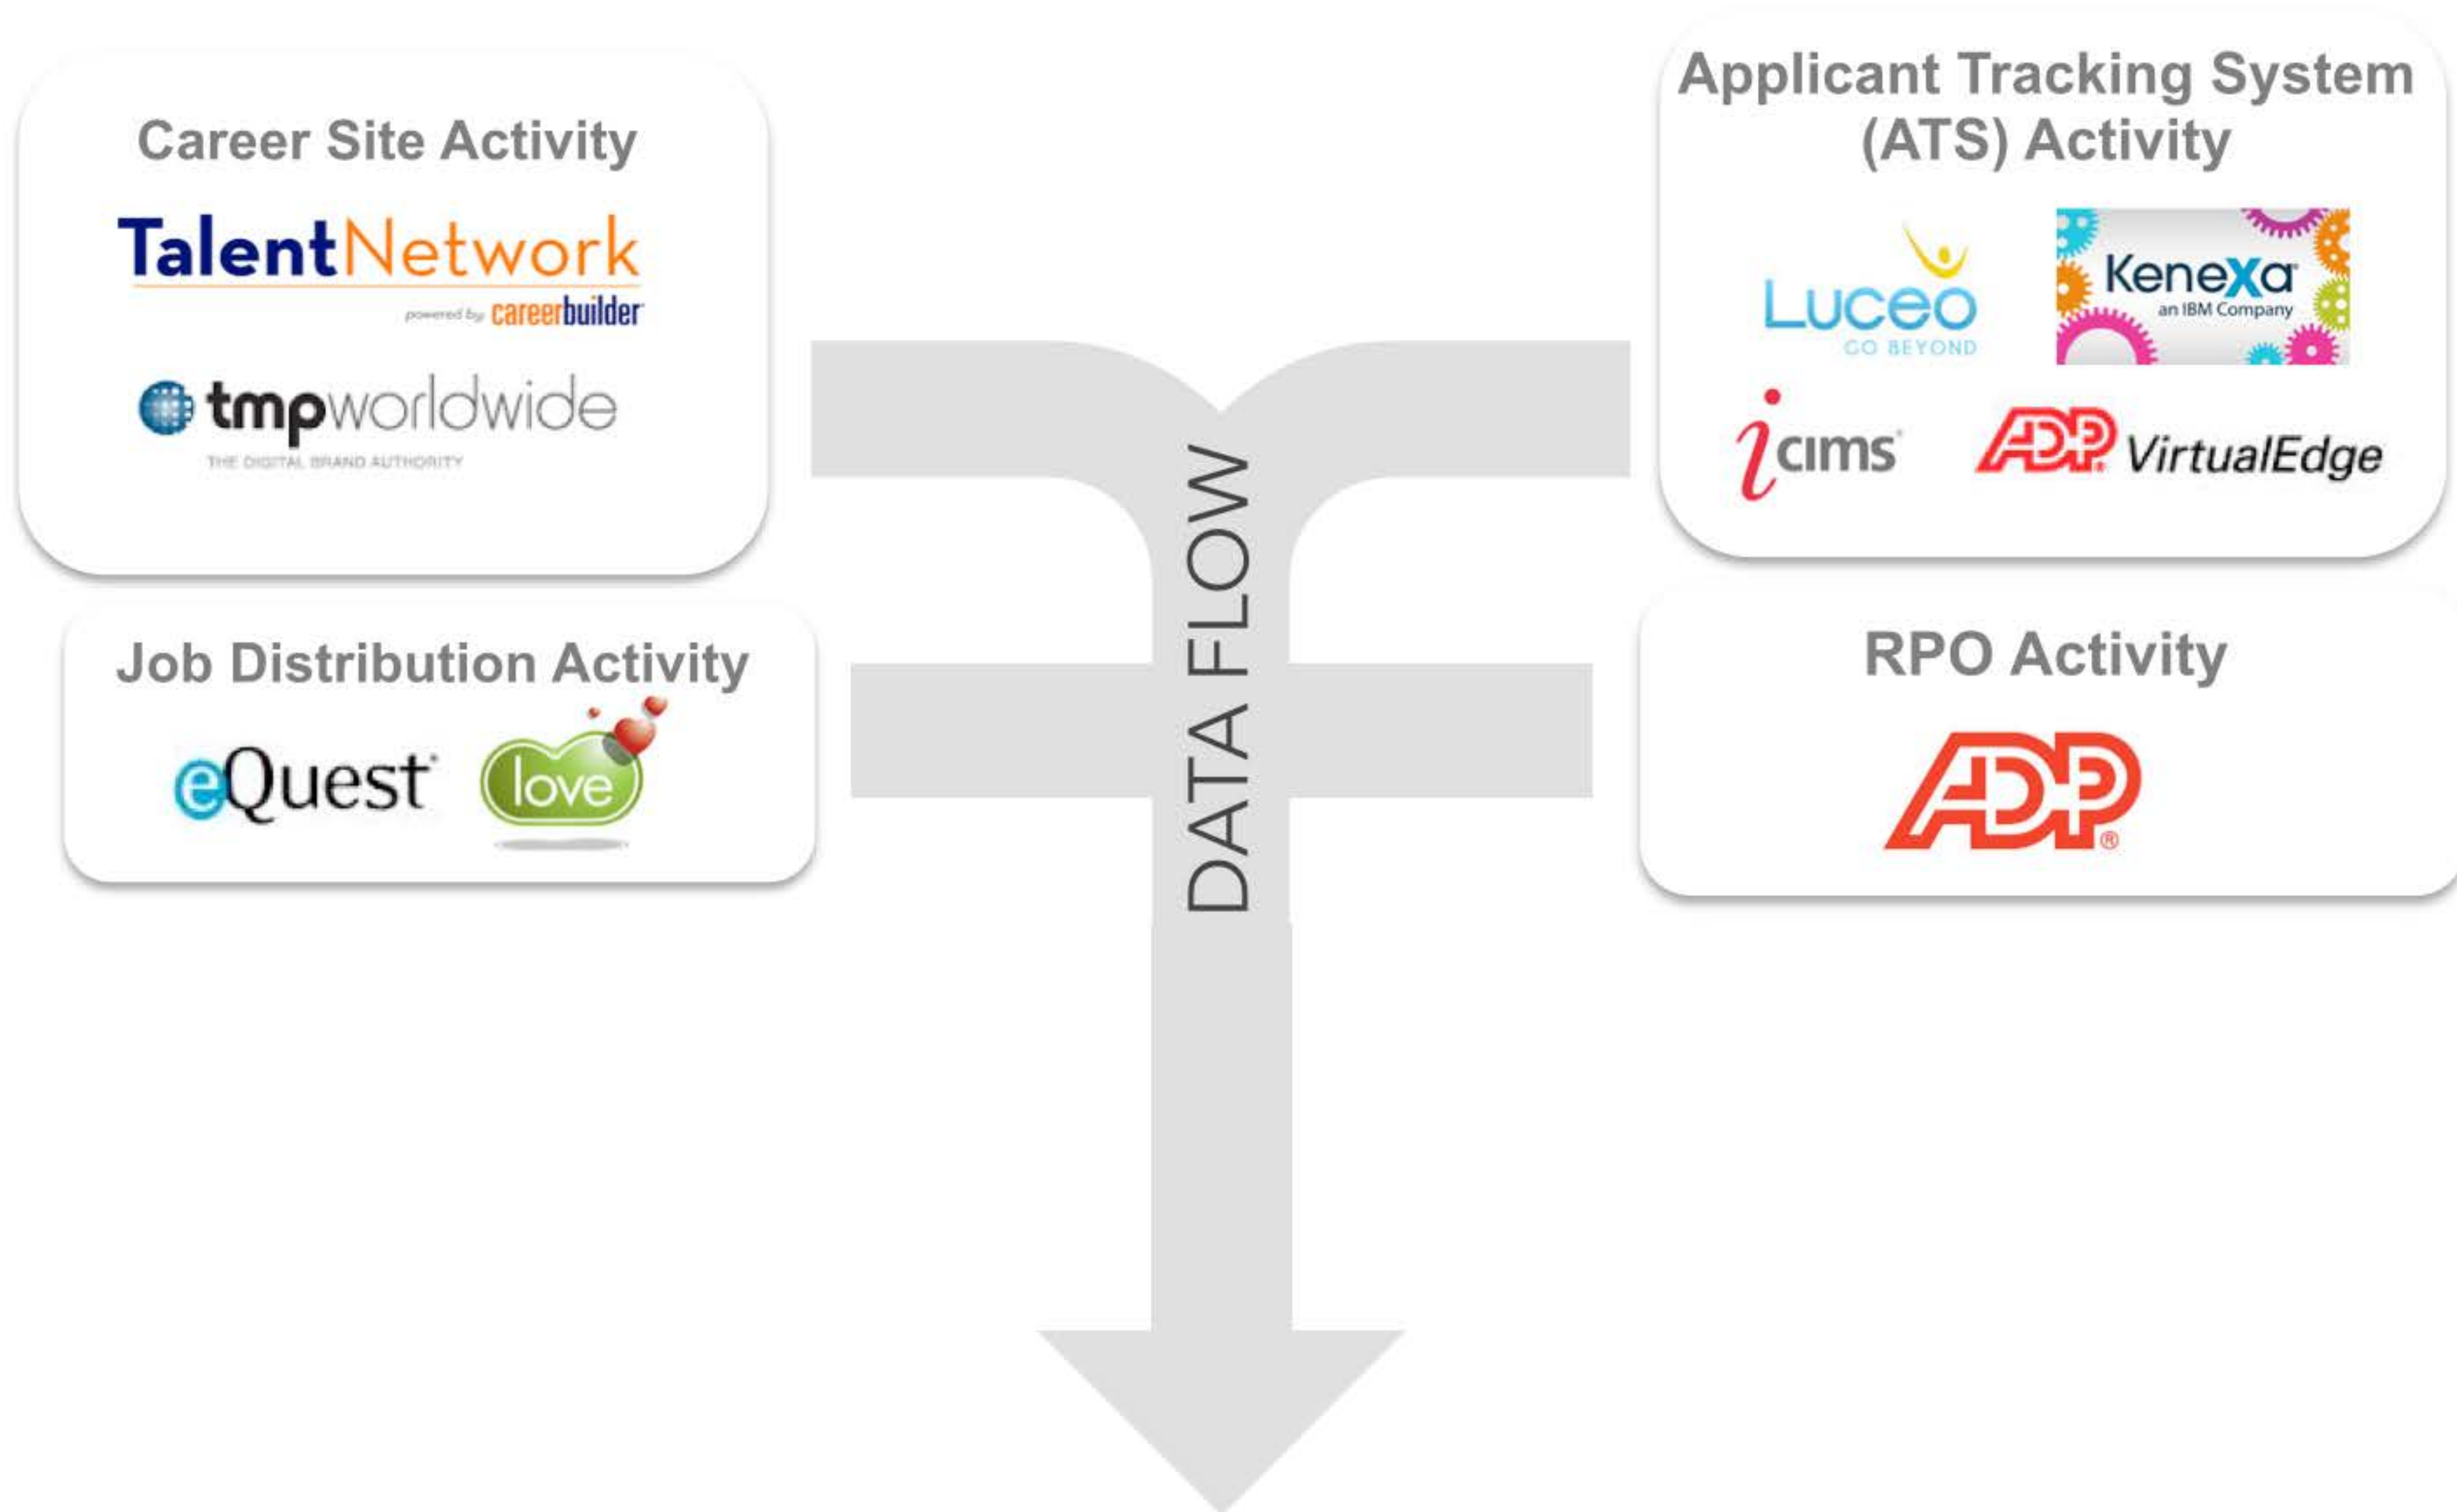 Career Site Activity
TalentNetwork
powered by careerbuilder
tmpworldwide
THE DIGITAL BRAND AUTHORITY
Job Distribution Activity
eQuest
love
DATA FLOW
Applicant Tracking System
(ATS) Activity
Luceo
GO BEYOND
Kenexa
an IBM Company
icims
ADP VirtualEdge
RPO Activity
ADP®